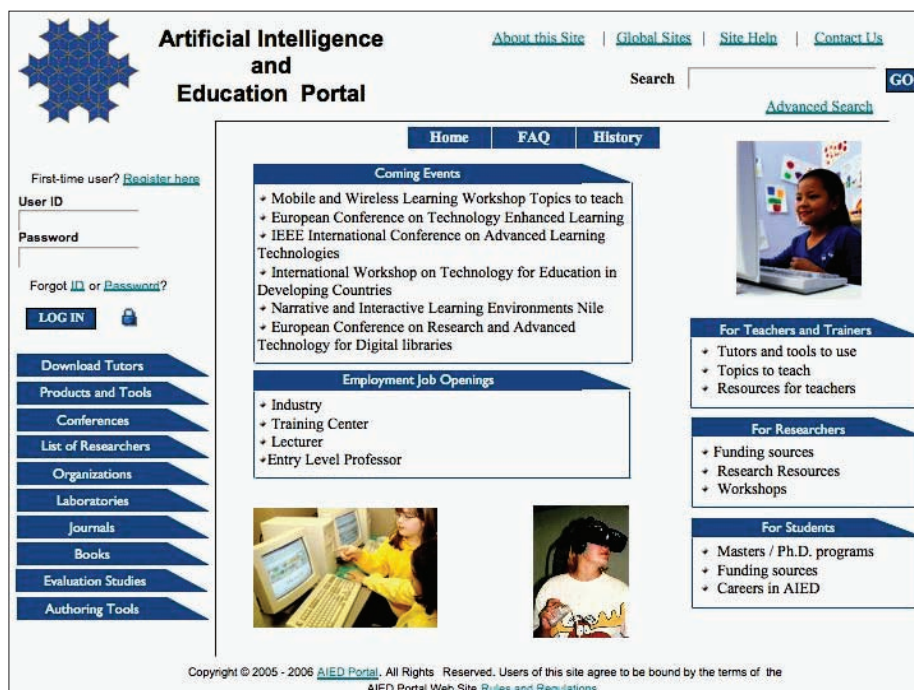 Artificial Intelligence
and
Education Portal
About this Site | Global Sites | Site Help | Contact Us
Search
GO
Advanced Search
Home FAQ History
First-time user? Register here
User ID
Password
Forgot ID or Password?
LOG IN
Download Tutors
Products and Tools
Conferences
List of Researchers
Organizations
Laboratories
Journals
Books
Evaluation Studies
Authoring Tools
Coming Events
Mobile and Wireless Learning Workshop Topics to teach
European Conference on Technology Enhanced Learning
IEEE International Conference on Advanced Learning
Technologies
International Workshop on Technology for Education in
Developing Countries
Narrative and Interactive Learning Environments Nile
European Conference on Research and Advanced
Technology for Digital libraries
Employment Job Openings
Industry
Training Center
Lecturer
Entry Level Professor
For Teachers and Trainers
Tutors and tools to use
Topics to teach
Resources for teachers
For Researchers
Funding sources
Research Resources
Workshops
For Students
Masters / Ph.D. programs
Funding sources
Careers in AIED
Copyright © 2005 - 2006 AIED Portal. All Rights Reserved. Users of this site agree to be bound by the terms of the
AIED Portal Web Site Rules and Regulations